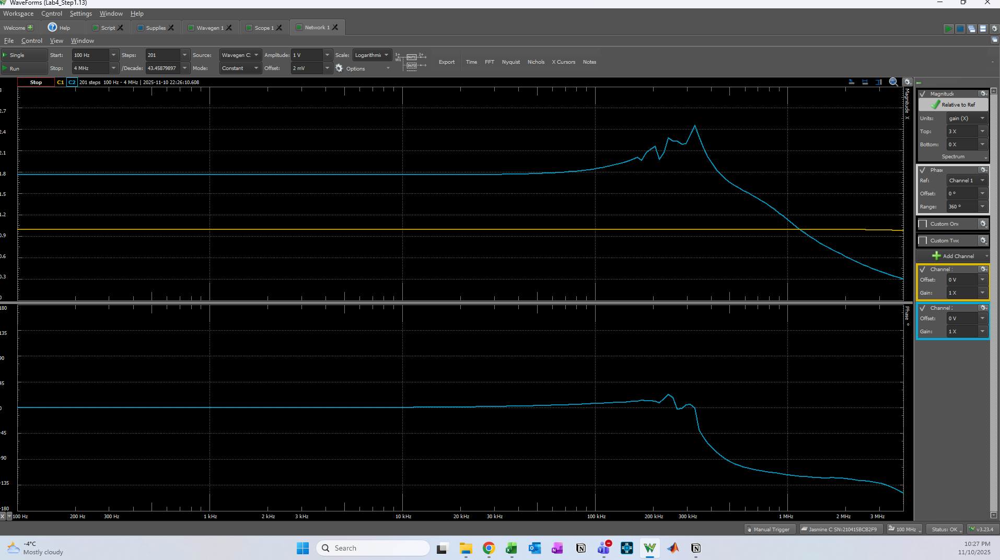 WaveForms (Lab4_Step1.13)
Workspace Control Settings Window Help
Welcome Help Script Supplies Wavegen 1 Scope 1 Network 1
File Control View Window
Single Start: 100 Hz Steps: 201 Source: Wavegen C: Amplitude: 1 V Scale: Logarithmic 1+ 2+
W1 DUT1
Run Stop: 4 MHz /Decade: 43.45879897 Mode: Constant Offset: 2 mV Options DUT2
Export Time FFT Nyquist Nichols X Cursors Notes
Stop C1 C2 201 steps 100 Hz - 4 MHz | 2025-11-10 22:26:10.608
Magnitude X
3
2.7
2.4
2.1
1.8
1.5
1.2
0.9
0.6
0.3
0
Phase °
180
135
90
45
0
-45
-90
-135
-180
X 100 Hz 200 Hz 300 Hz 1 kHz 2 kHz 3 kHz 10 kHz 20 kHz 30 kHz 100 kHz 200 kHz 300 kHz 1 MHz 2 MHz 3 MHz
Magnitude
Relative to Ref
Units: gain (X)
Top: 3 X
Bottom: 0 X
Spectrum
Phase
Ref: Channel 1
Offset: 0 °
Range: 360 °
Custom One
Custom Two
Add Channel
Channel
Offset: 0 V
Gain: 1 X
Channel
Offset: 0 V
Gain: 1 X
Manual Trigger Jasmine C SN:210415BCB2F9 100 MHz Status: OK v3.23.4
-4°C
Mostly cloudy
Search
10:27 PM
11/10/2025